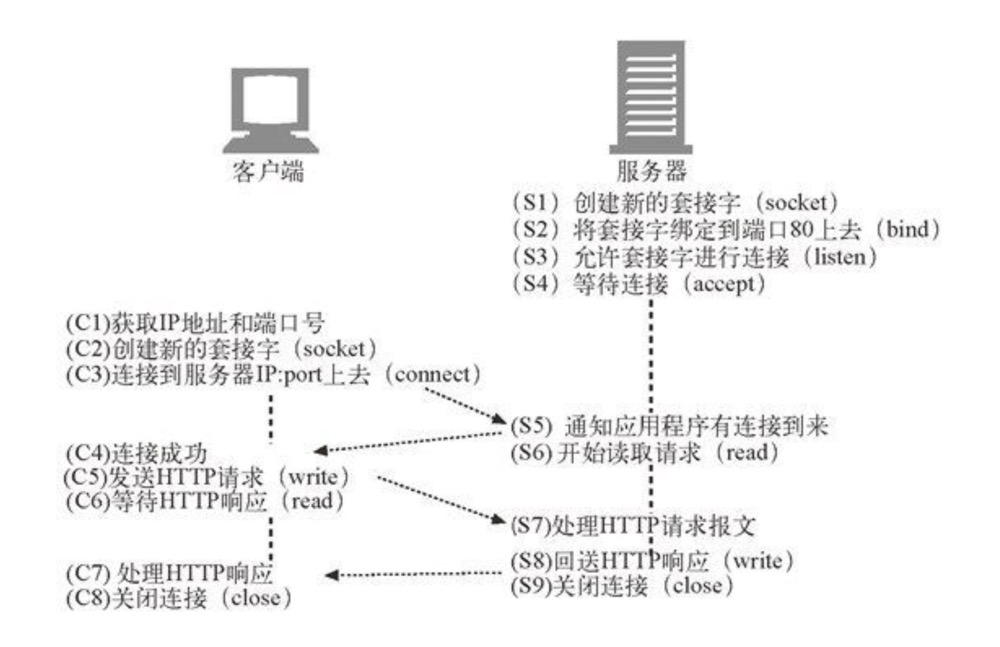 客户端
服务器
(S1) 创建新的套接字（socket）
(S2) 将套接字绑定到端口80上去（bind）
(S3) 允许套接字进行连接（listen）
(S4) 等待连接（accept）
(C1)获取IP地址和端口号
(C2)创建新的套接字（socket）
(C3)连接到服务器IP:port上去（connect）
(S5) 通知应用程序有连接到来
(S6) 开始读取请求（read）
(C4)连接成功
(C5)发送HTTP请求（write）
(C6)等待HTTP响应（read）
(S7)处理HTTP请求报文
(S8)回送HTTP响应（write）
(S9)关闭连接（close）
(C7) 处理HTTP响应
(C8)关闭连接（close）